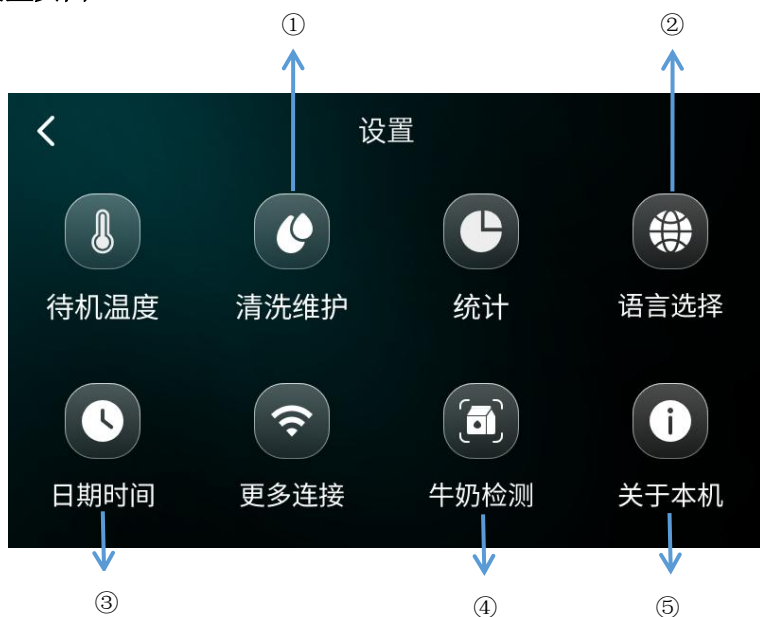 ① ②
设置
待机温度 清洗维护 统计 语言选择
日期时间 更多连接 牛奶检测 关于本机
③ ④ ⑤